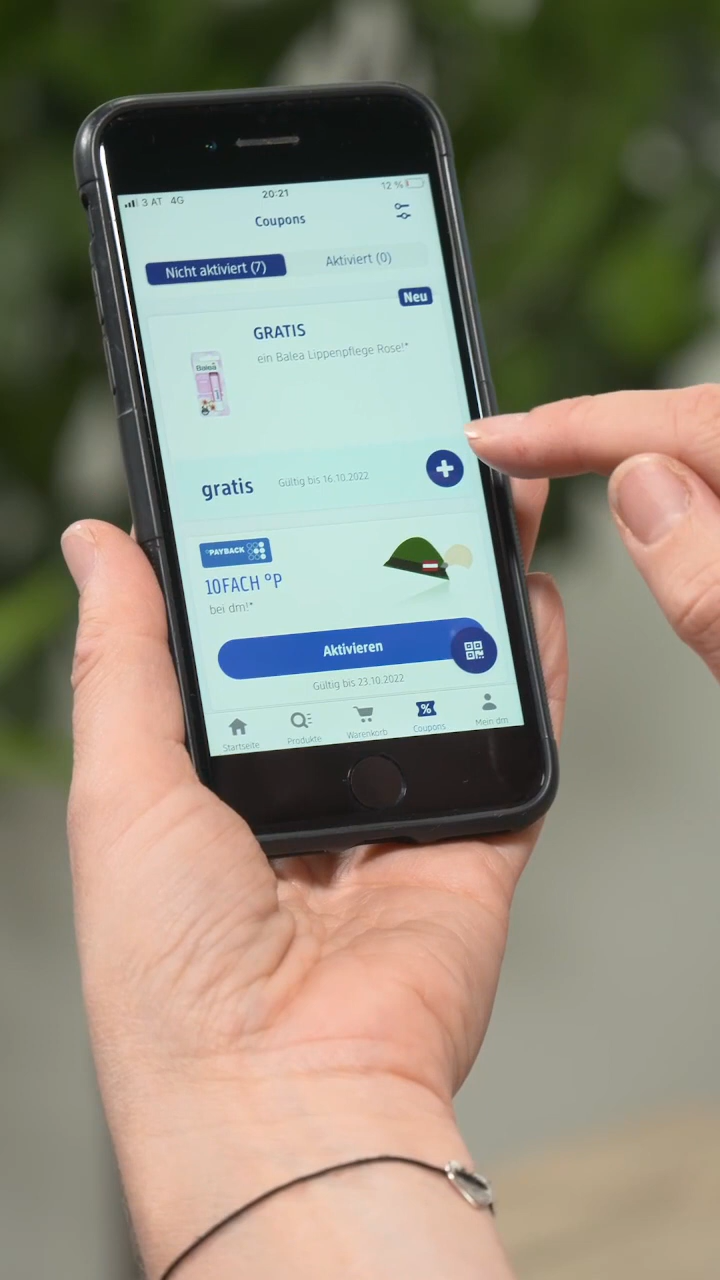 3 AT 4G 20:21 12 %
Coupons
Nicht aktiviert (7) Aktiviert (0)
Neu
GRATIS
ein Balea Lippenpflege Rose!*
Balea
gratis Gültig bis 16.10.2022
°PAYBACK
10FACH °P
bei dm!*
Aktivieren
Gültig bis 23.10.2022
Startseite Produkte Warenkorb Coupons Mein dm